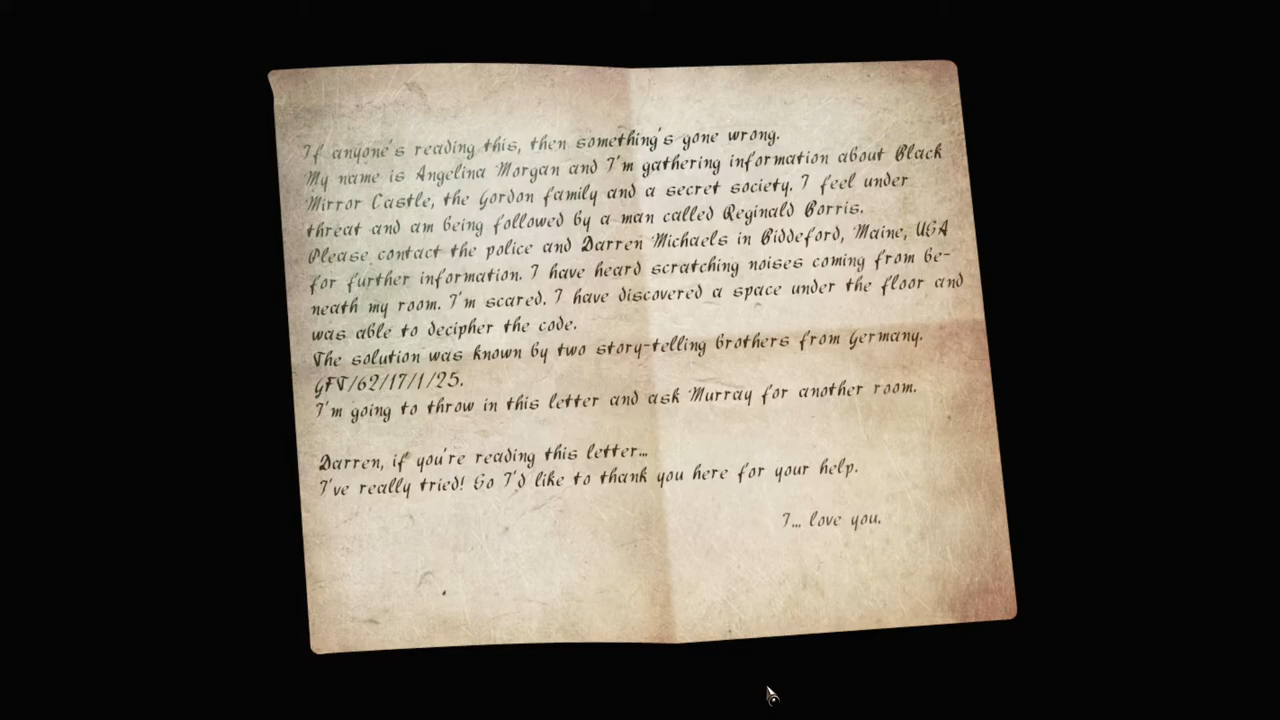 If anyone's reading this, then something's gone wrong.
My name is Angelina Morgan and I'm gathering information about Black
Mirror Castle, the Gordon family and a secret society. I feel under
threat and am being followed by a man called Reginald Borris.
Please contact the police and Darren Michaels in Biddeford, Maine, USA
for further information. I have heard scratching noises coming from be-
neath my room. I'm scared. I have discovered a space under the floor and
was able to decipher the code.
The solution was known by two story-telling brothers from Germany.
GFT/62/17/1/25.
I'm going to throw in this letter and ask Murray for another room.
Darren, if you're reading this letter...
I've really tried! So I'd like to thank you here for your help.
I... love you.